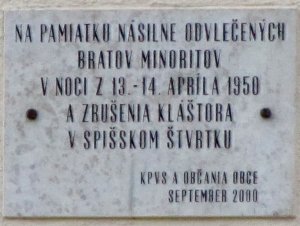 NA PAMIATKU NÁSILNE ODVLEČENÝCH
BRATOV MINORITOV
V NOCI Z 13.-14. APRÍLA 1950
A ZRUŠENIA KLÁŠTORA
V SPIŠSKOM ŠTVRTKU
KPVS A OBČANIA OBCE
SEPTEMBER 2000